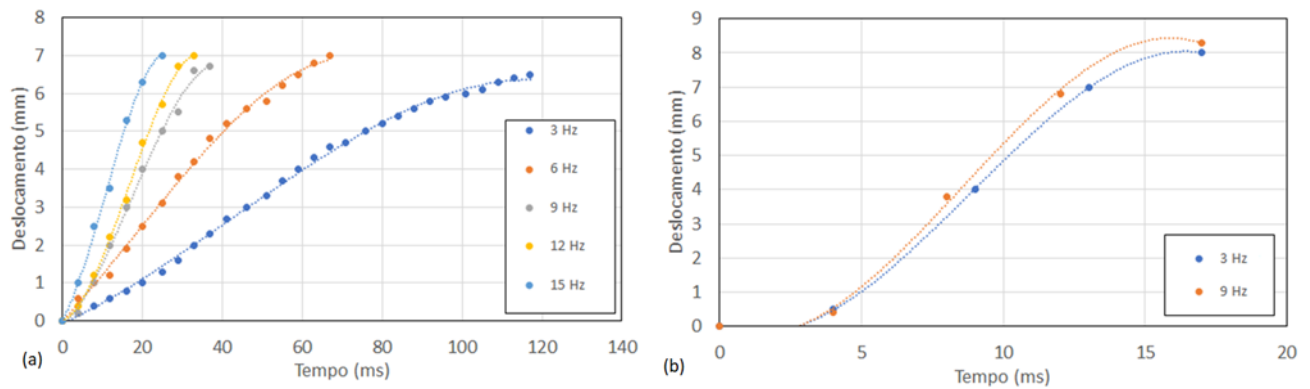 8
7
6
5
4
3
2
1
0
Deslocamento (mm)
3 Hz
6 Hz
9 Hz
12 Hz
15 Hz
0 20 40 60 80 100 120 140
(a)
Tempo (ms)
9
8
7
6
5
4
3
2
1
0
Deslocamento (mm)
3 Hz
9 Hz
0 5 10 15 20
(b)
Tempo (ms)